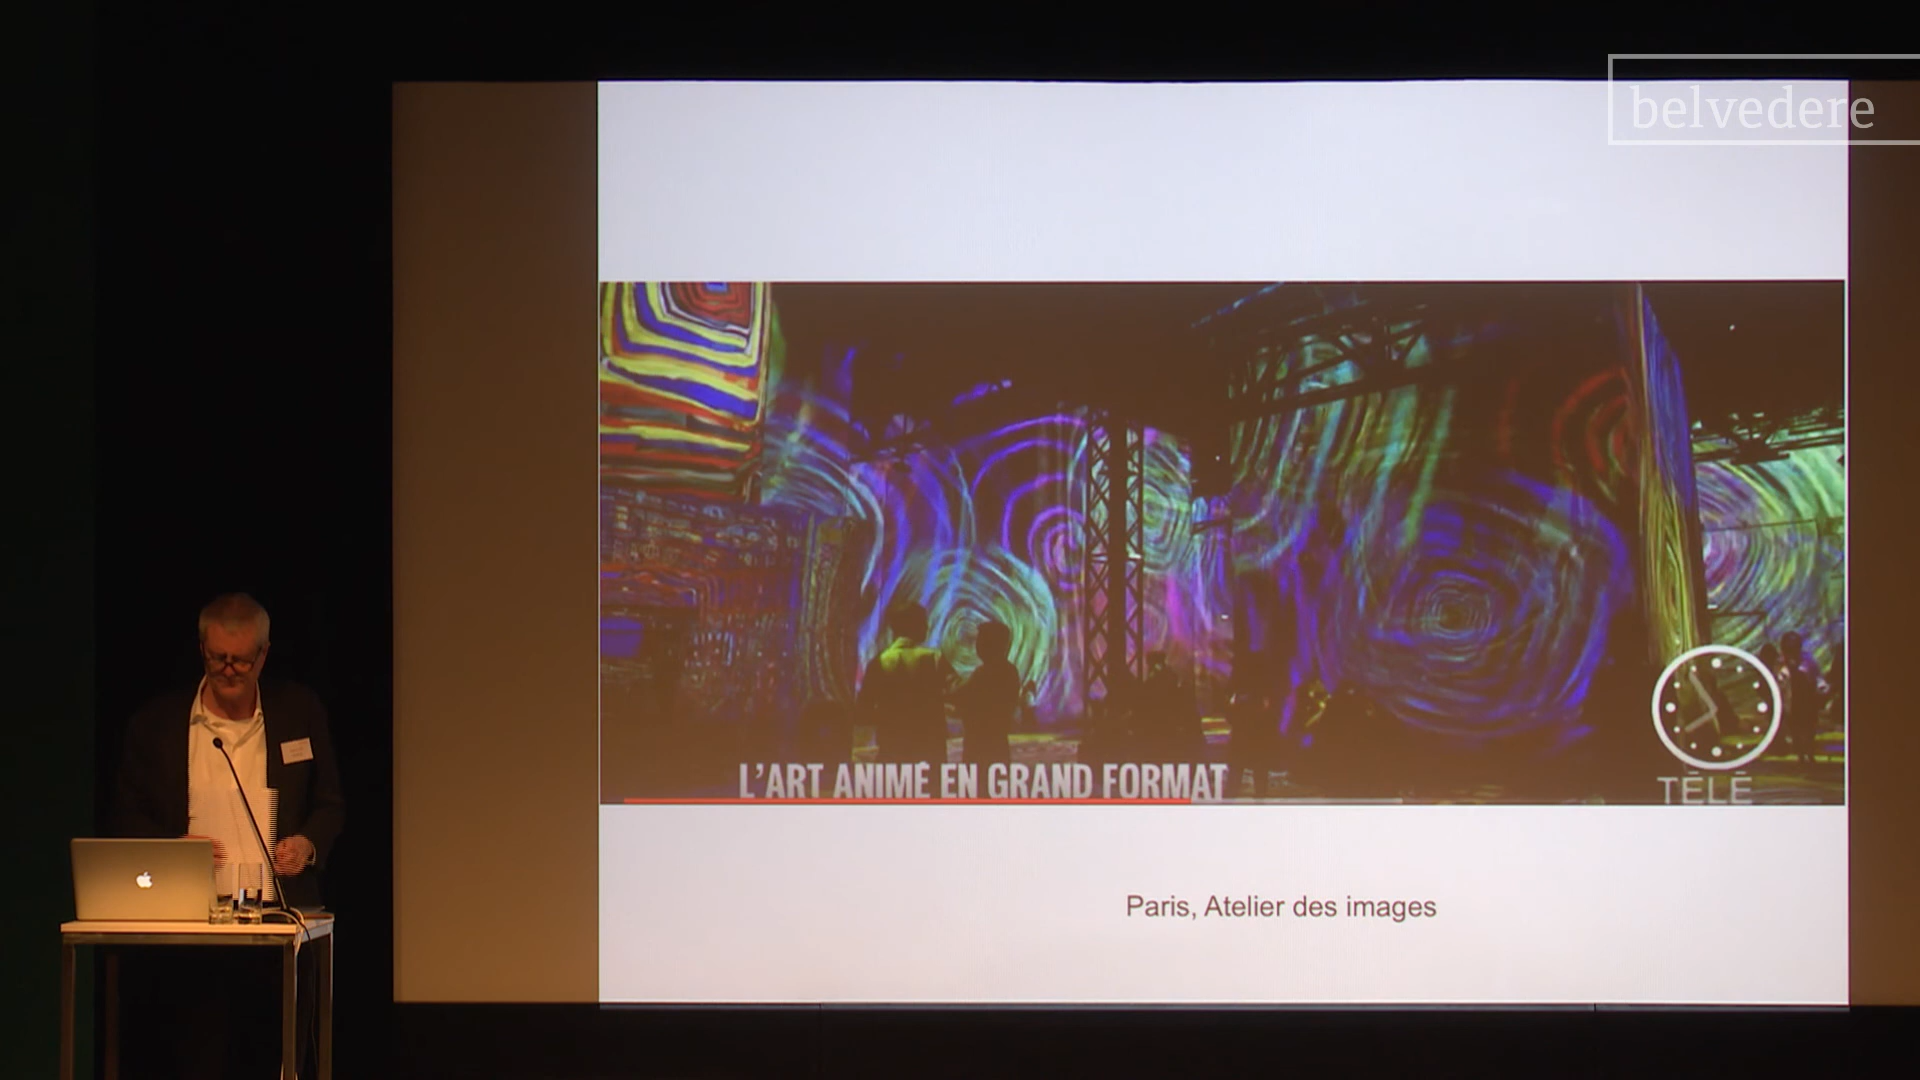 belvedere
L'ART ANIMÉ EN GRAND FORMAT
TÉLÉ
Paris, Atelier des images